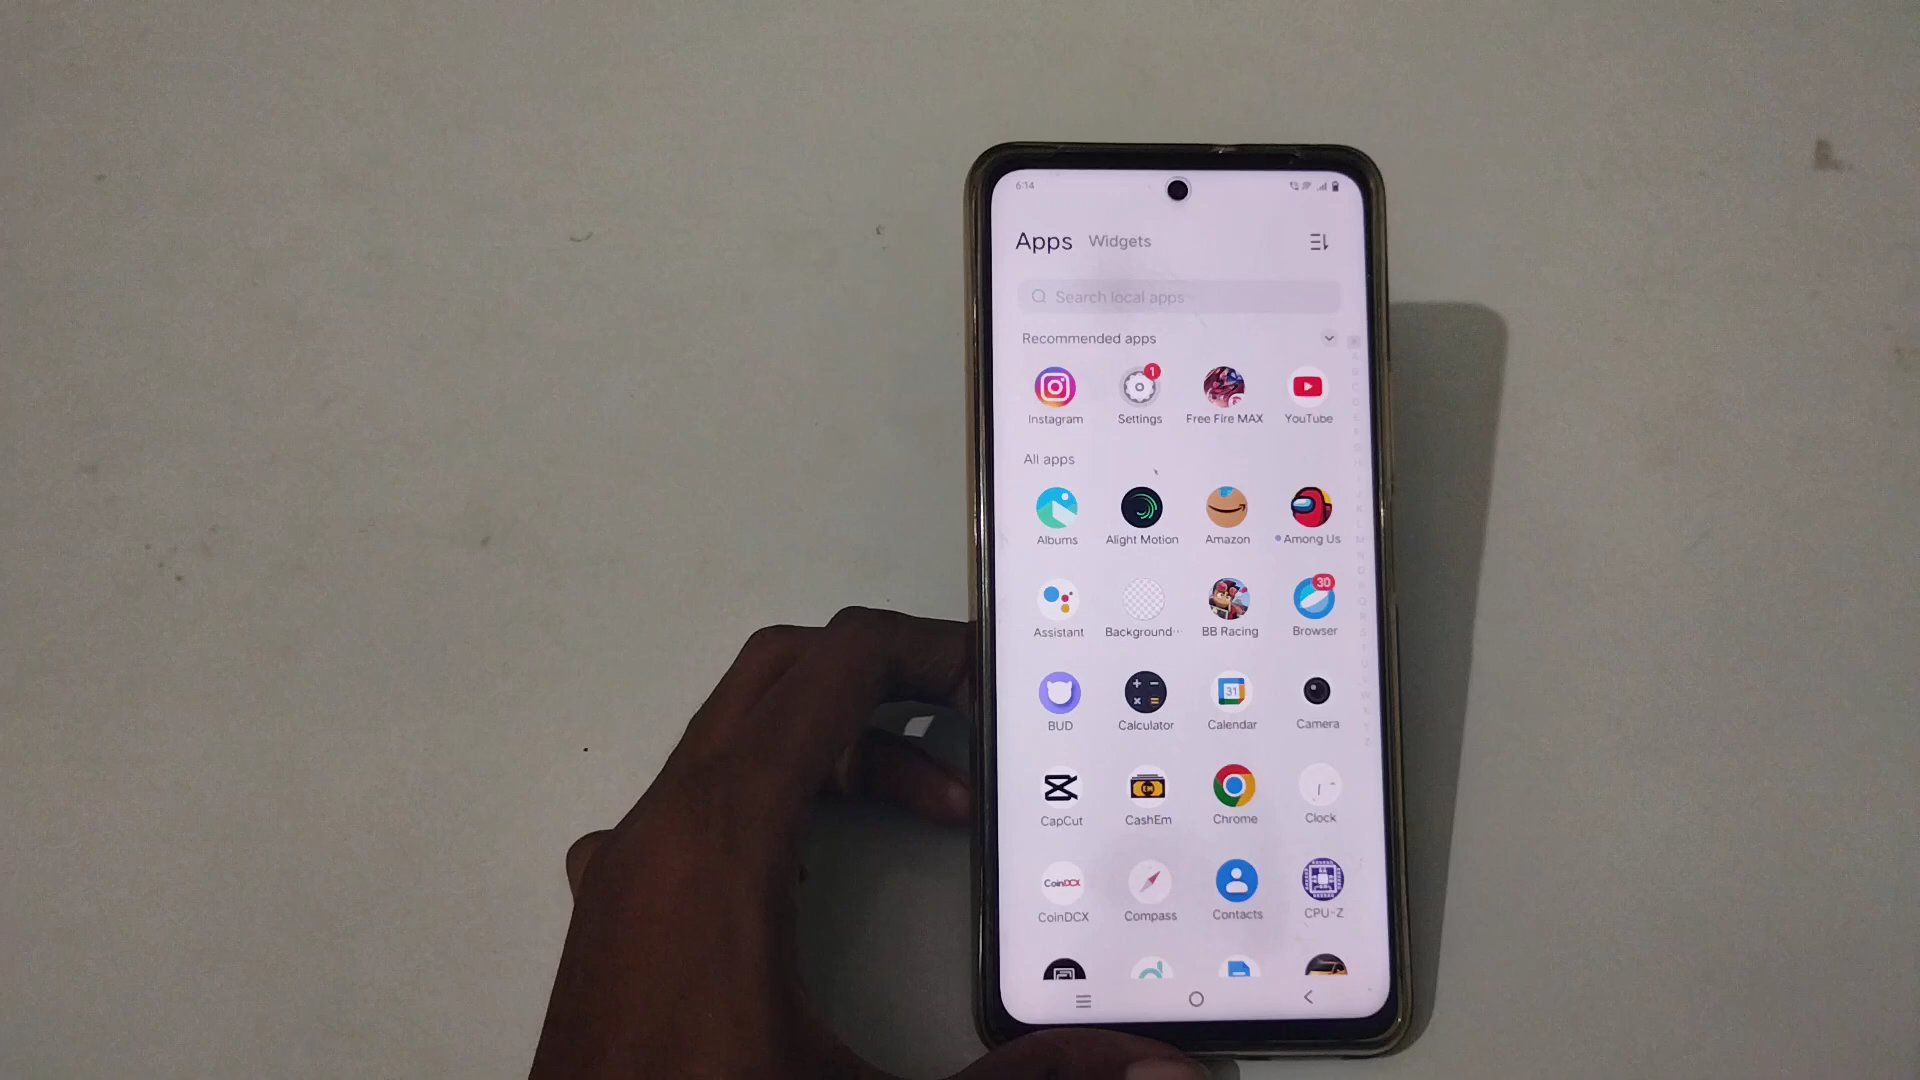 6:14
Apps Widgets
Search local apps
Recommended apps
1
Instagram Settings Free Fire MAX YouTube
All apps
Albums Alight Motion Amazon Among Us
30
Assistant Background... BB Racing Browser
31
BUD Calculator Calendar Camera
CapCut CashEm Chrome Clock
CoinDCX
CoinDCX Compass Contacts CPU-Z